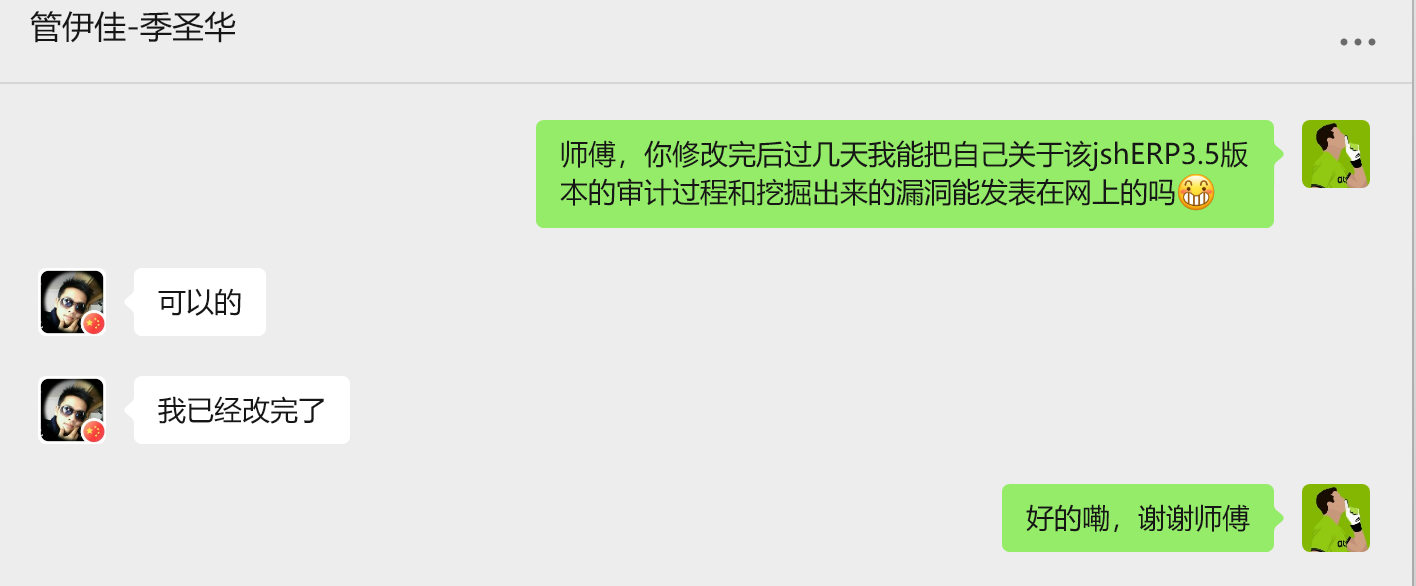 管伊佳-季圣华
师傅，你修改完后过几天我能把自己关于该jshERP3.5版
本的审计过程和挖掘出来的漏洞能发表在网上的吗😁
可以的
我已经改完了
好的嘞，谢谢师傅